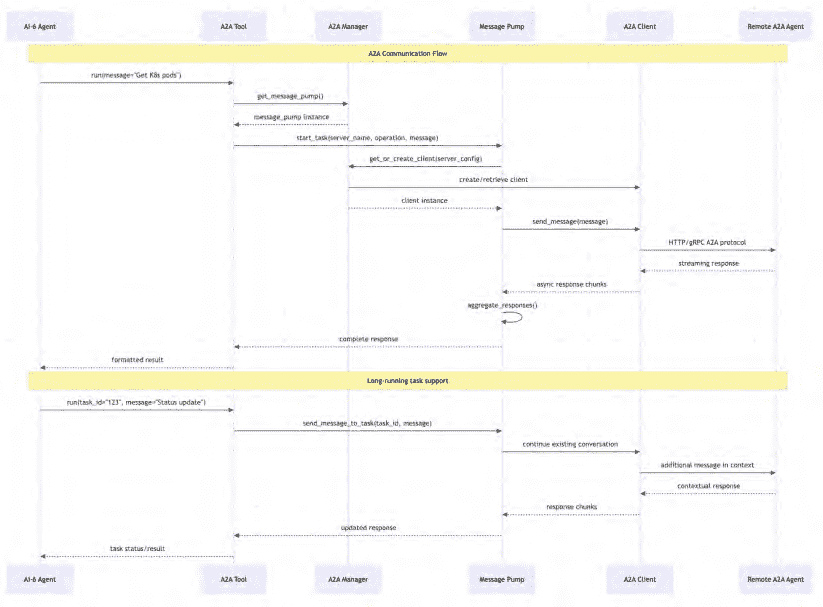 AI-6 Agent A2A Tool A2A Manager Message Pump A2A Client Remote A2A Agent
A2A Communication Flow
run(message="Get K8s pods")
get_message_pump()
message_pump instance
start_task(server_name, operation, message)
get_or_create_client(server_config)
create/retrieve client
client instance
send_message(message)
HTTP/gRPC A2A protocol
streaming response
async response chunks
aggregate_responses()
complete response
formatted result
Long-running task support
run(task_id="123", message="Status update")
send_message_to_task(task_id, message)
continue existing conversation
additional message in context
contextual response
response chunks
updated response
task status/result
AI-6 Agent A2A Tool A2A Manager Message Pump A2A Client Remote A2A Agent